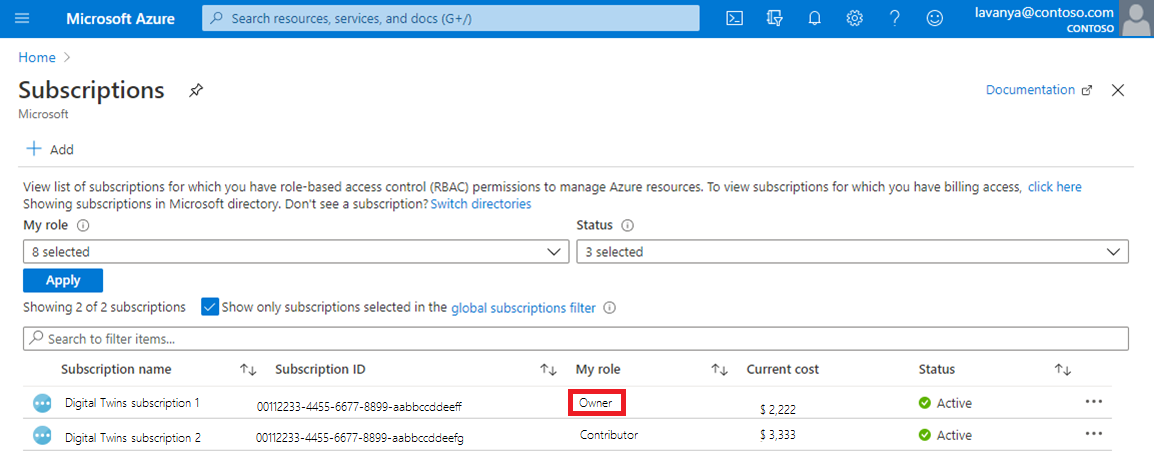 Microsoft Azure
Search resources, services, and docs (G+/)
lavanya@contoso.com
CONTOSO
Home
Subscriptions
Microsoft
Documentation
Add
View list of subscriptions for which you have role-based access control (RBAC) permissions to manage Azure resources. To view subscriptions for which you have billing access, click here
Showing subscriptions in Microsoft directory. Don't see a subscription? Switch directories
My role
Status
8 selected
3 selected
Apply
Showing 2 of 2 subscriptions
Show only subscriptions selected in the global subscriptions filter
Search to filter items...
Subscription name Subscription ID My role Current cost Status
Digital Twins subscription 1 00112233-4455-6677-8899-aabbccddeeff Owner $ 2,222 Active
Digital Twins subscription 2 00112233-4455-6677-8899-aabbccddeefg Contributor $ 3,333 Active